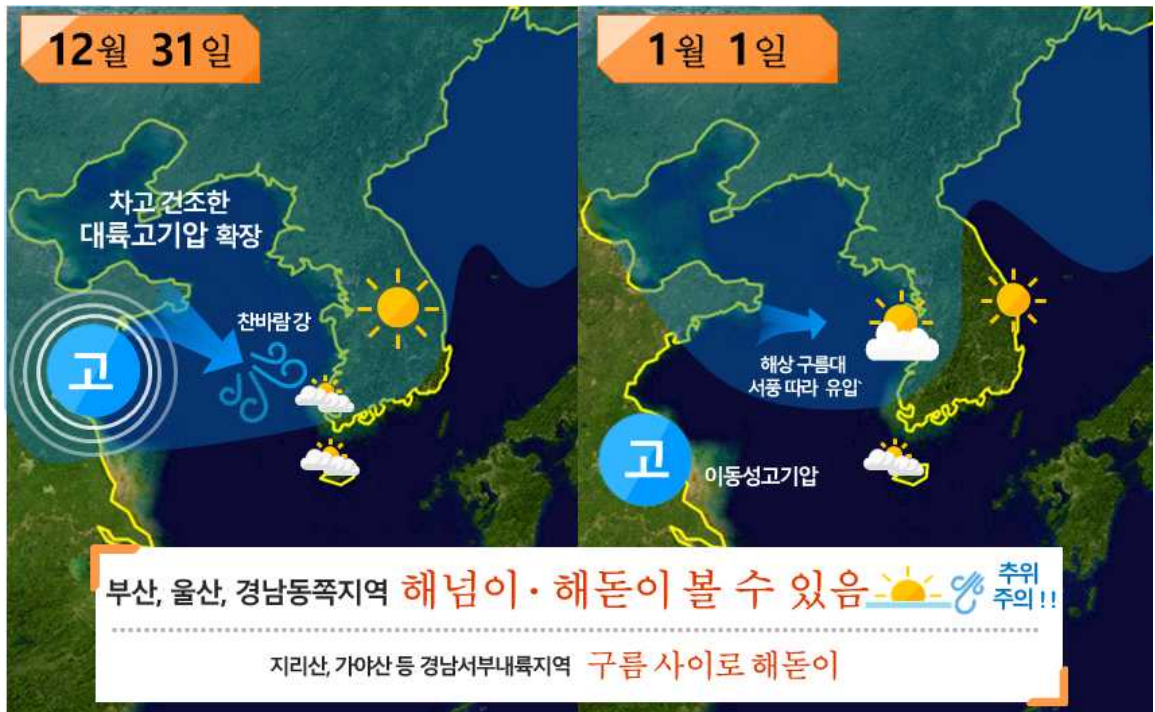 12월 31일
차고 건조한
대륙고기압 확장
찬바람 강
고
1월 1일
해상 구름대
서풍 따라 유입`
고
이동성고기압
부산, 울산, 경남동쪽지역 해넘이·해돋이 볼 수 있음 추위
주의 !!
지리산, 가야산 등 경남서부내륙지역 구름 사이로 해돋이